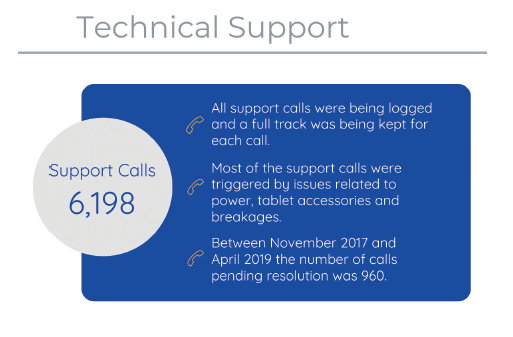 Technical Support
All support calls were being logged
and a full track was being kept for
each call.
Support Calls
6,198
Most of the support calls were
triggered by issues related to
power, tablet accessories and
breakages.
Between November 2017 and
April 2019 the number of calls
pending resolution was 960.